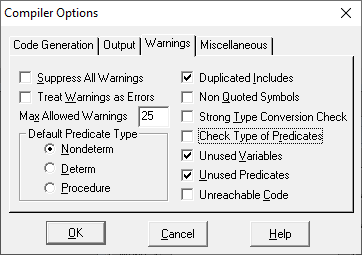 Compiler Options
Code Generation Output Warnings Miscellaneous
Suppress All Warnings
Treat Warnings as Errors
Max Allowed Warnings 25
Default Predicate Type
Nondeterm
Determ
Procedure
Duplicated Includes
Non Quoted Symbols
Strong Type Conversion Check
Check Type of Predicates
Unused Variables
Unused Predicates
Unreachable Code
OK Cancel Help